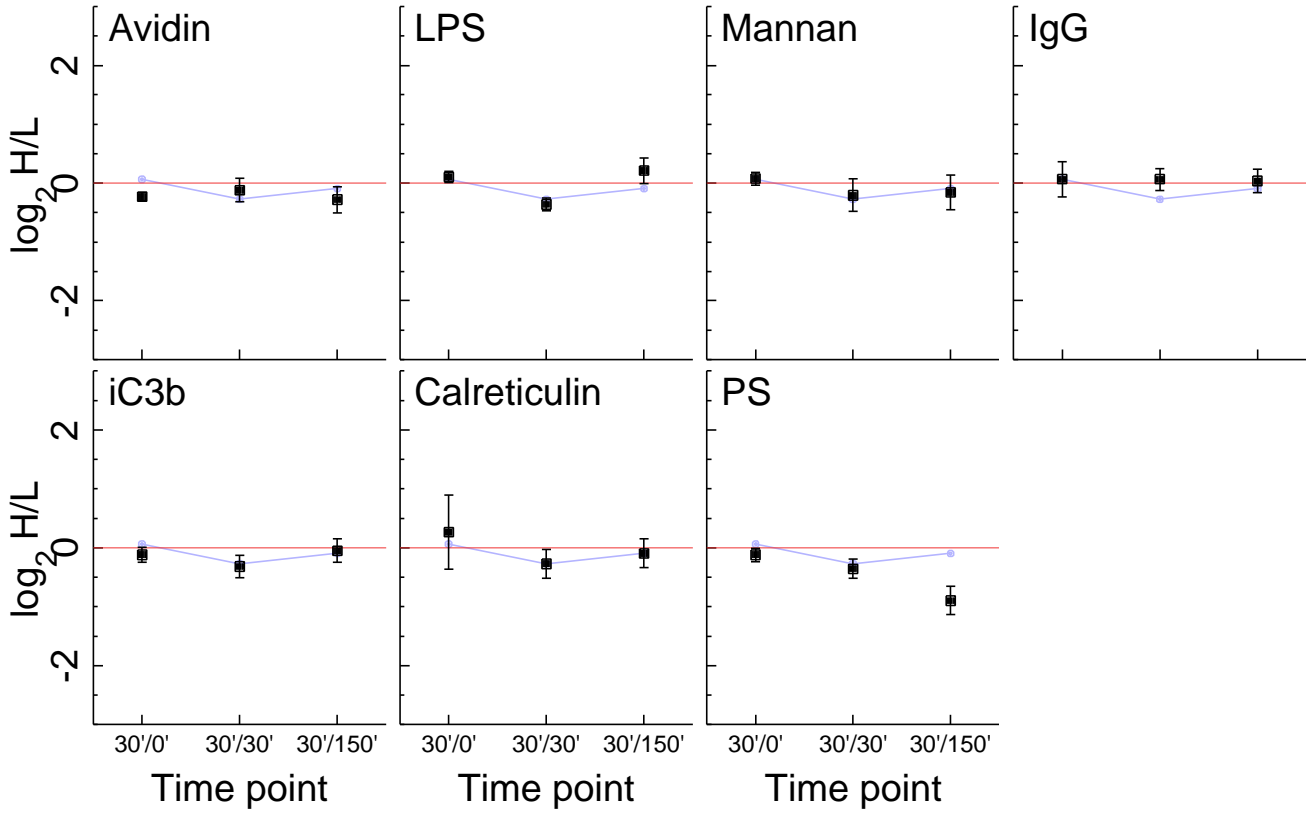 Avidin LPS Mannan IgG
2
0
-2
log2 H/L
iC3b Calreticulin PS
2
0
-2
log2 H/L
30'/0' 30'/30' 30'/150' 30'/0' 30'/30' 30'/150' 30'/0' 30'/30' 30'/150'
Time point Time point Time point